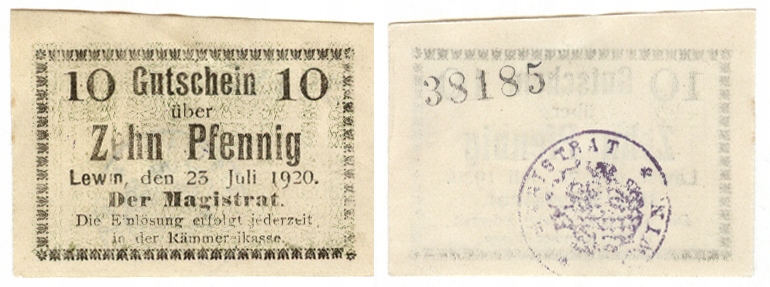 10 Gutschein 10
über
Zehn Pfennig
Lewin, den 23 Juli 1920.
Der Magistrat.
Die Einlösung erfolgt jederzeit
in der Kämmereikasse.
38185
MAGISTRAT *